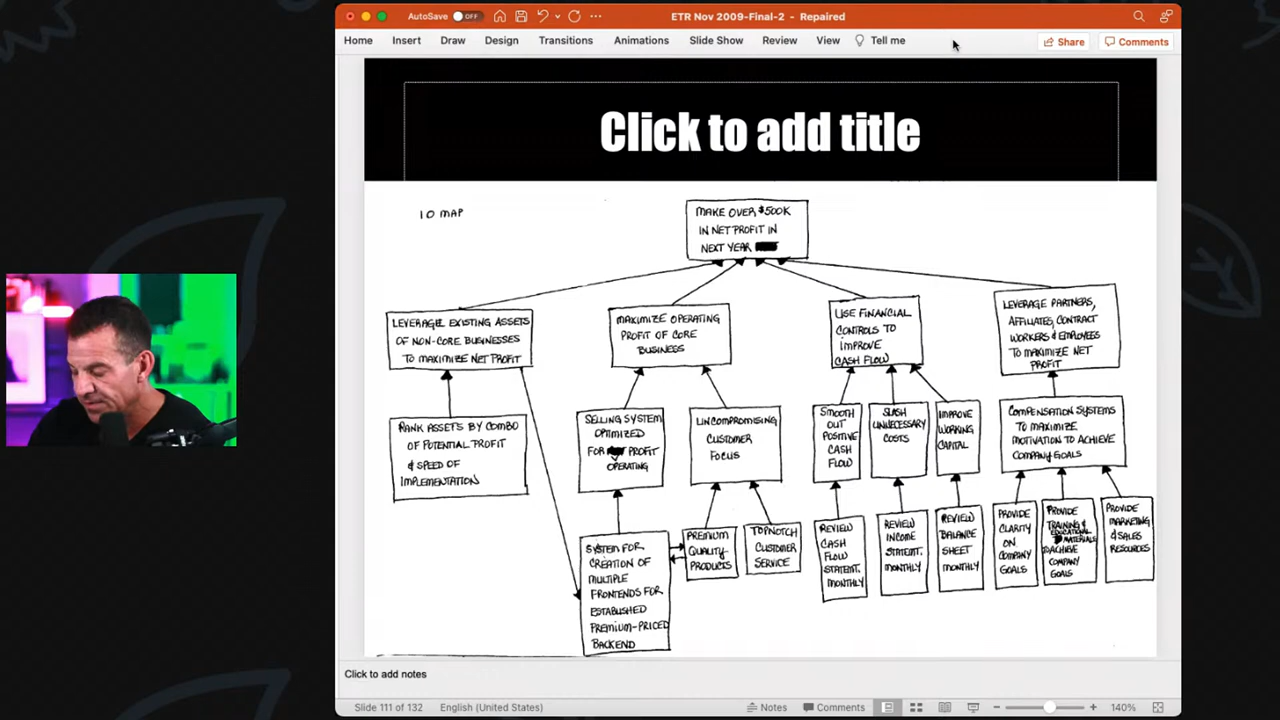 AutoSave OFF
ETR Nov 2009-Final-2 - Repaired
Home Insert Draw Design Transitions Animations Slide Show Review View Tell me
Share Comments
Click to add title
IO MAP
MAKE OVER $500K
IN NET PROFIT IN
NEXT YEAR
LEVERAGE EXISTING ASSETS
OF NON-CORE BUSINESSES
TO MAXIMIZE NET PROFIT
MAXIMIZE OPERATING
PROFIT OF CORE
BUSINESS
USE FINANCIAL
CONTROLS TO
IMPROVE
CASH FLOW
LEVERAGE PARTNERS,
AFFILIATES, CONTRACT
WORKERS & EMPLOYEES
TO MAXIMIZE NET
PROFIT
RANK ASSETS BY COMBO
OF POTENTIAL PROFIT
& SPEED OF
IMPLEMENTATION
SELLING SYSTEM
OPTIMIZED
FOR PROFIT
OPERATING
UNCOMPROMISING
CUSTOMER
FOCUS
SMOOTH
OUT
POSITIVE
CASH
FLOW
SLASH
UNNECESSARY
COSTS
IMPROVE
WORKING
CAPITAL
COMPENSATION SYSTEMS
TO MAXIMIZE
MOTIVATION TO ACHIEVE
COMPANY GOALS
SYSTEM FOR
CREATION OF
MULTIPLE
FRONTENDS FOR
ESTABLISHED
PREMIUM-PRICED
BACKEND
PREMIUM
QUALITY
PRODUCTS
TOPNOTCH
CUSTOMER
SERVICE
REVIEW
CASH
FLOW
STATEMT.
MONTHLY
REVIEW
INCOME
STATEMT.
MONTHLY
REVIEW
BALANCE
SHEET
MONTHLY
PROVIDE
CLARITY
ON
COMPANY
GOALS
PROVIDE
TRAINING &
EDUCATIONAL
MATERIALS
TO ACHIEVE
COMPANY
GOALS
PROVIDE
MARKETING
& SALES
RESOURCES
Click to add notes
Slide 111 of 132 English (United States) Notes Comments 140%